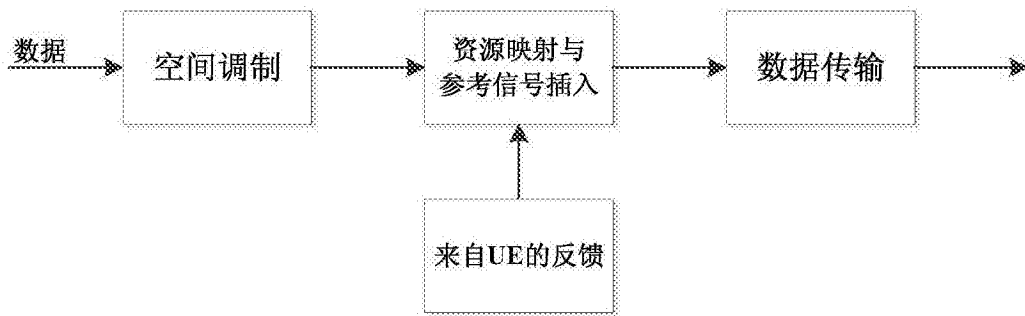 数据
空间调制
资源映射与
参考信号插入
数据传输
来自UE的反馈